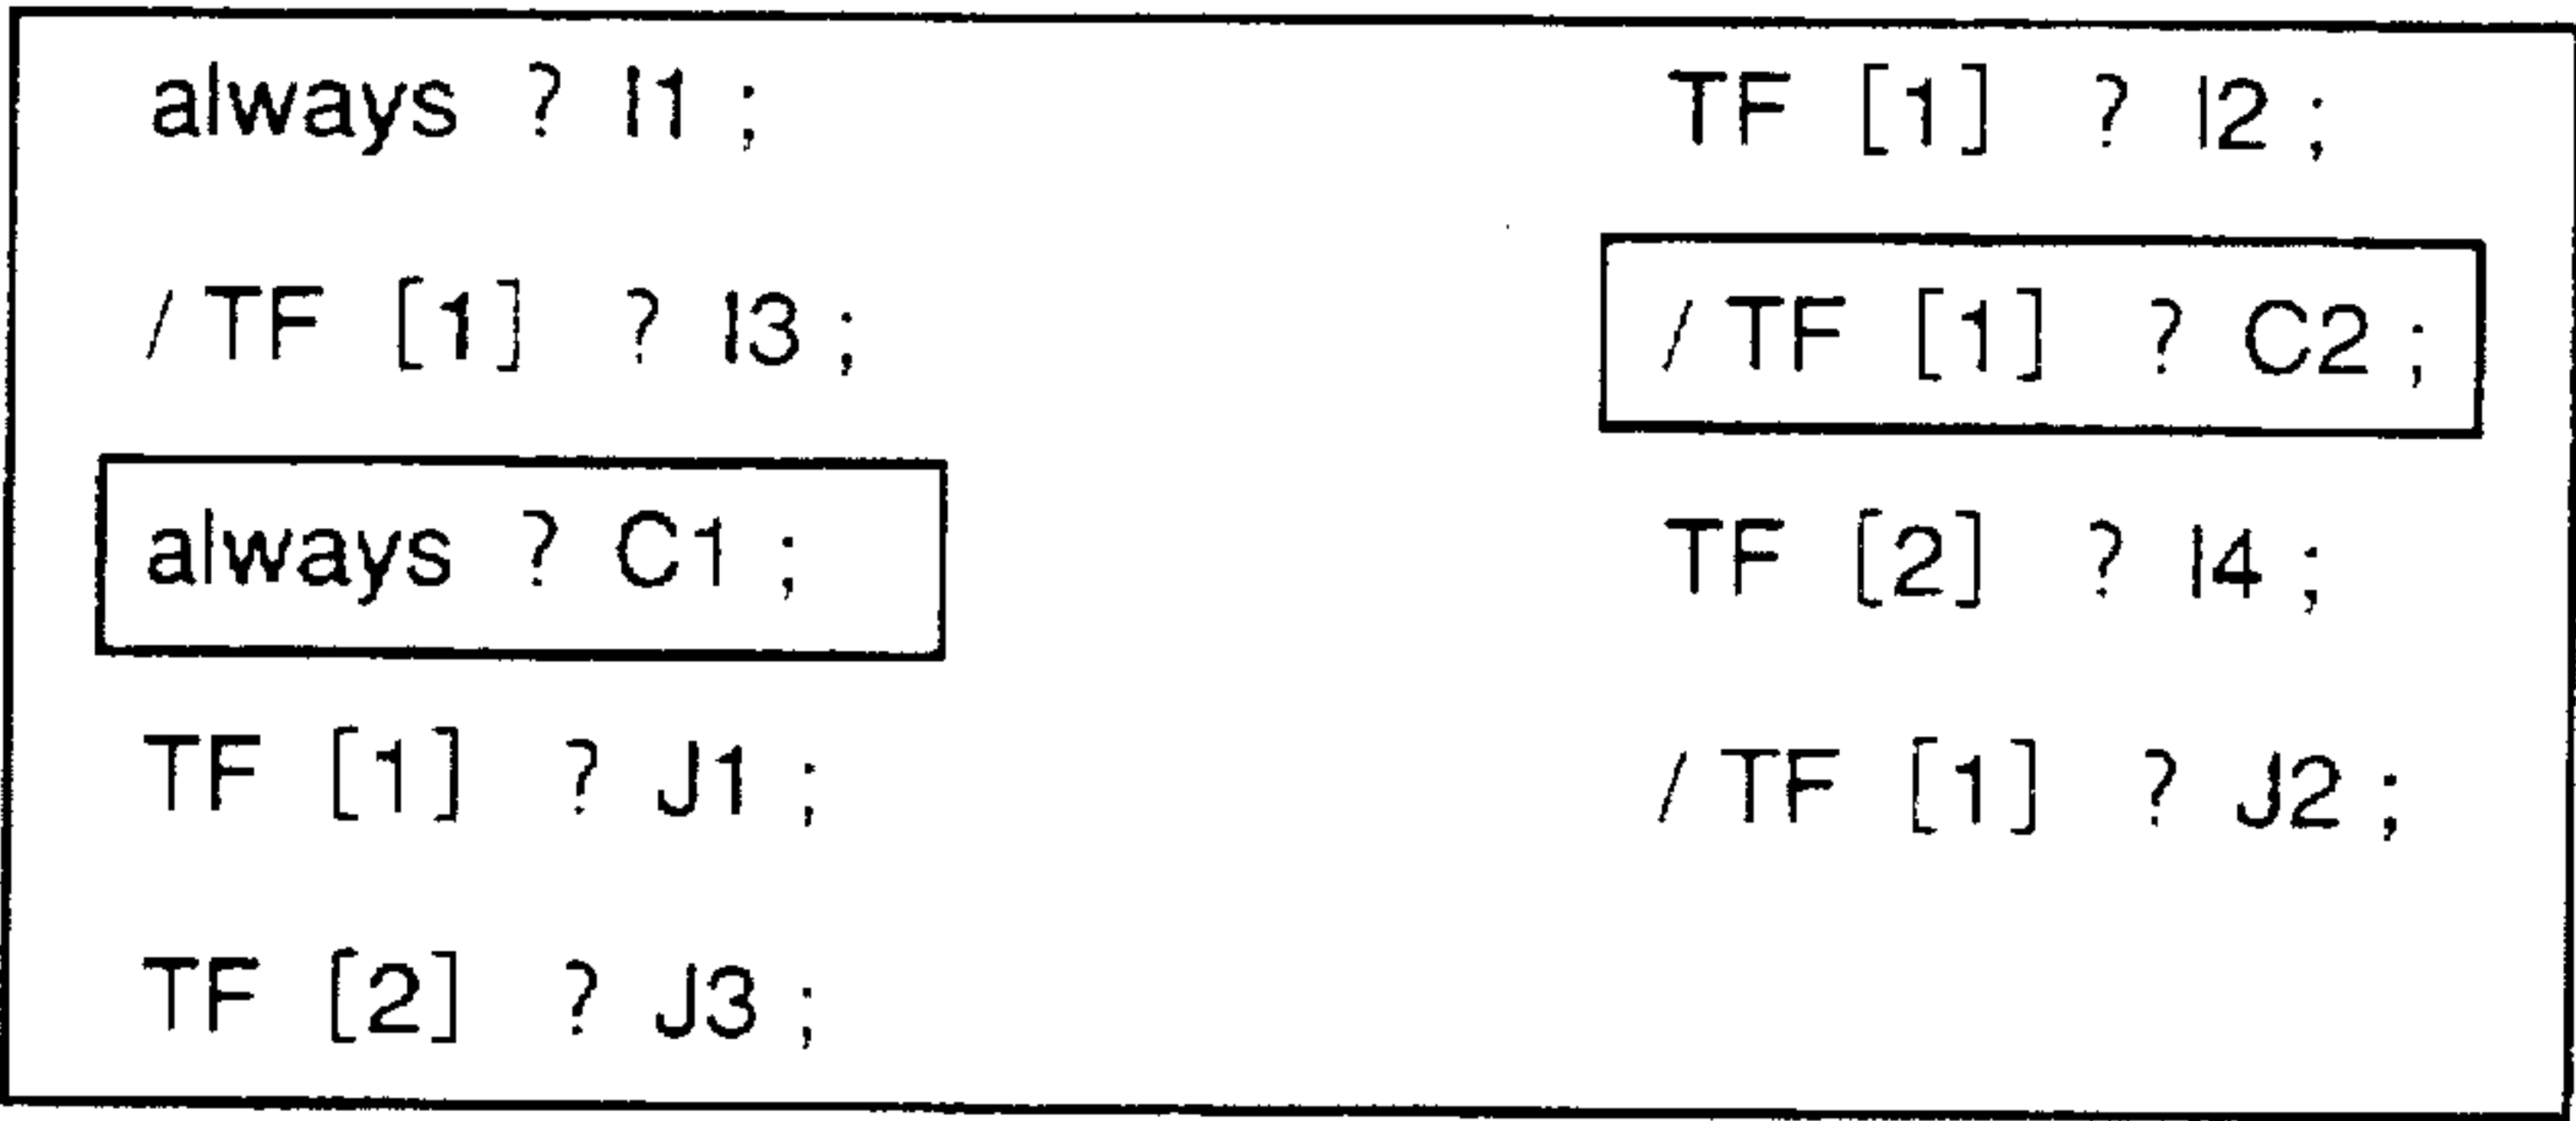 always ? I1 ; TF [1] ? I2 ;
/ TF [1] ? I3 ; / TF [1] ? C2 ;
always ? C1 ; TF [2] ? I4 ;
TF [1] ? J1 ; / TF [1] ? J2 ;
TF [2] ? J3 ;